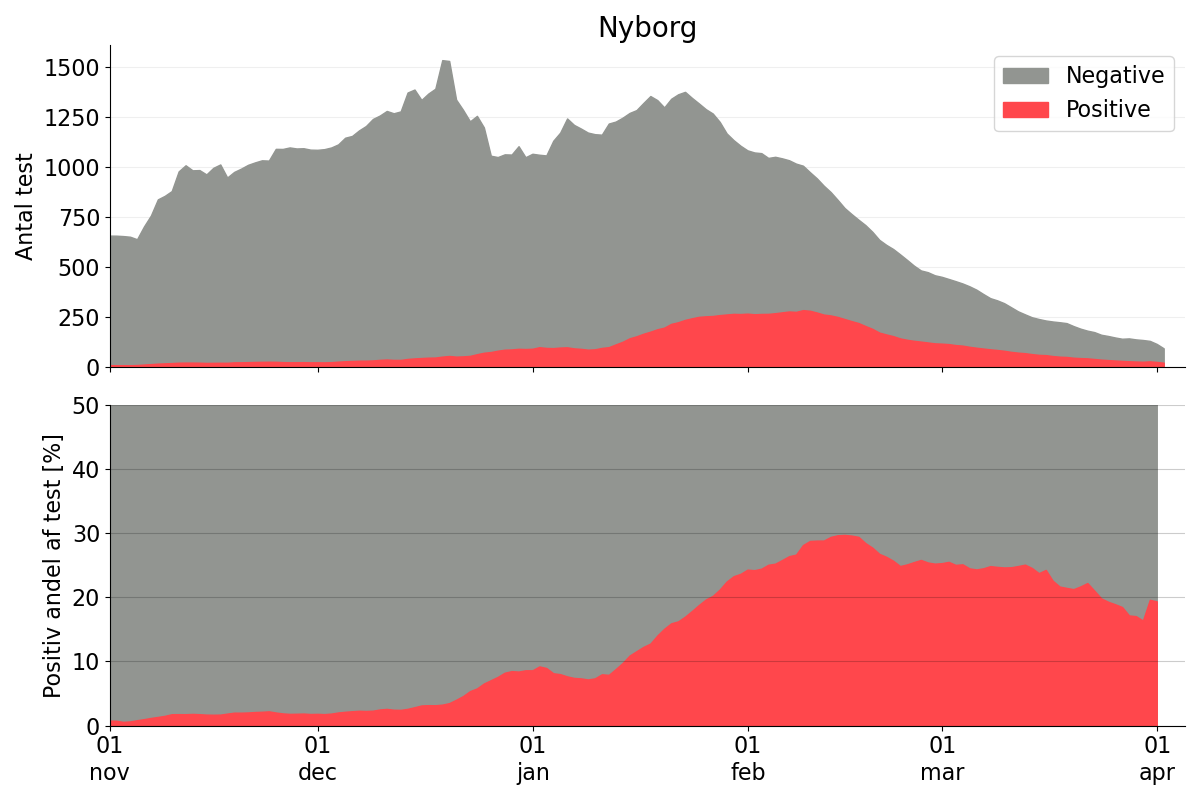 Nyborg
Negative
Positive
Antal test
1500
1250
1000
750
500
250
0
Positiv andel af test [%]
50
40
30
20
10
0
01 01 01 01 01 01
nov dec jan feb mar apr